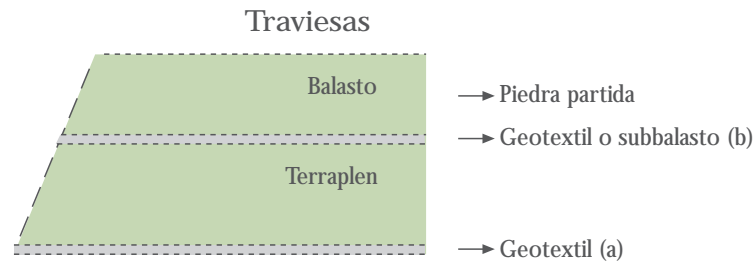 Traviesas
Balasto
Piedra partida
Geotextil o subbalasto (b)
Terraplen
Geotextil (a)